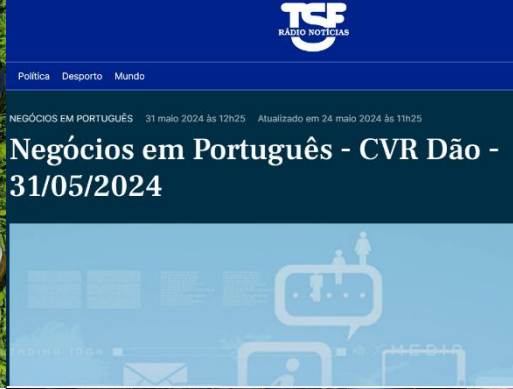 TSF
RÁDIO NOTÍCIAS
Política Desporto Mundo
NEGÓCIOS EM PORTUGUÊS 31 maio 2024 às 12h25 Atualizado em 24 maio 2024 às 11h25
Negócios em Português - CVR Dão -
31/05/2024
MEDIA